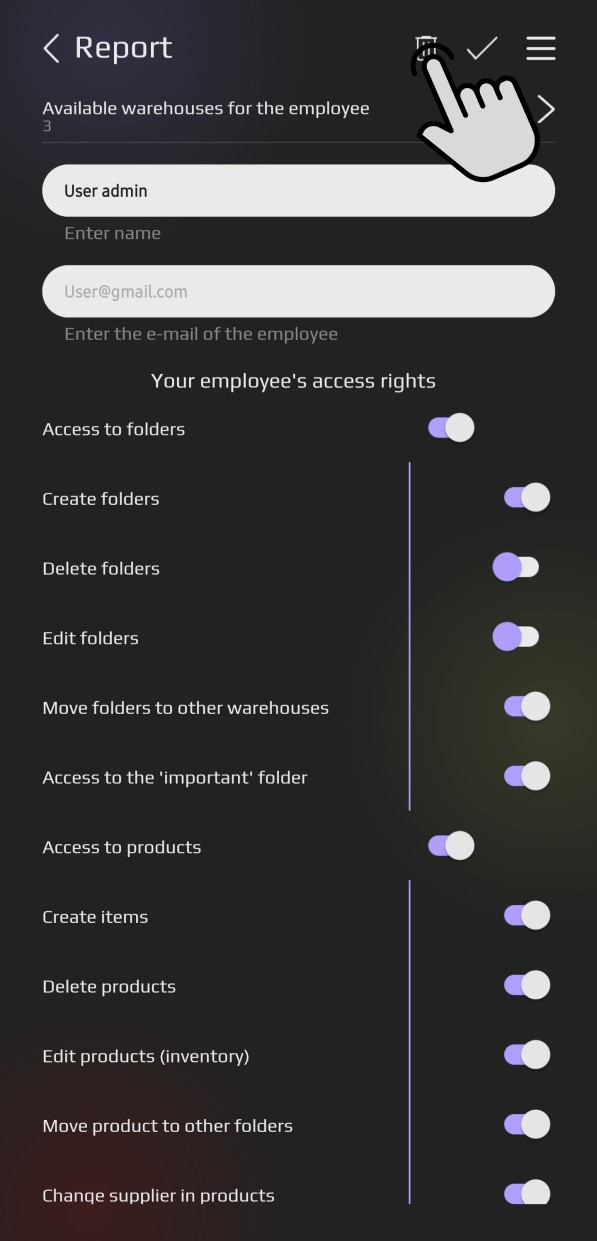 Report
Available warehouses for the employee
3
User admin
Enter name
User@gmail.com
Enter the e-mail of the employee
Your employee's access rights
Access to folders
Create folders
Delete folders
Edit folders
Move folders to other warehouses
Access to the 'important' folder
Access to products
Create items
Delete products
Edit products (inventory)
Move product to other folders
Change supplier in products